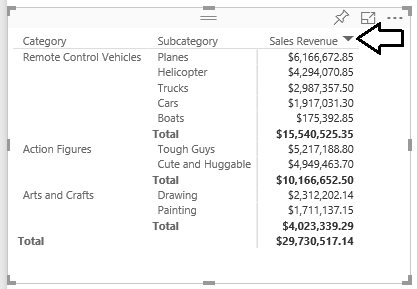 Category Subcategory Sales Revenue
Remote Control Vehicles Planes $6,166,672.85
Helicopter $4,294,070.85
Trucks $2,987,357.50
Cars $1,917,031.30
Boats $175,392.85
Total $15,540,525.35
Action Figures Tough Guys $5,217,188.80
Cute and Huggable $4,949,463.70
Total $10,166,652.50
Arts and Crafts Drawing $2,312,202.14
Painting $1,711,137.15
Total $4,023,339.29
Total $29,730,517.14